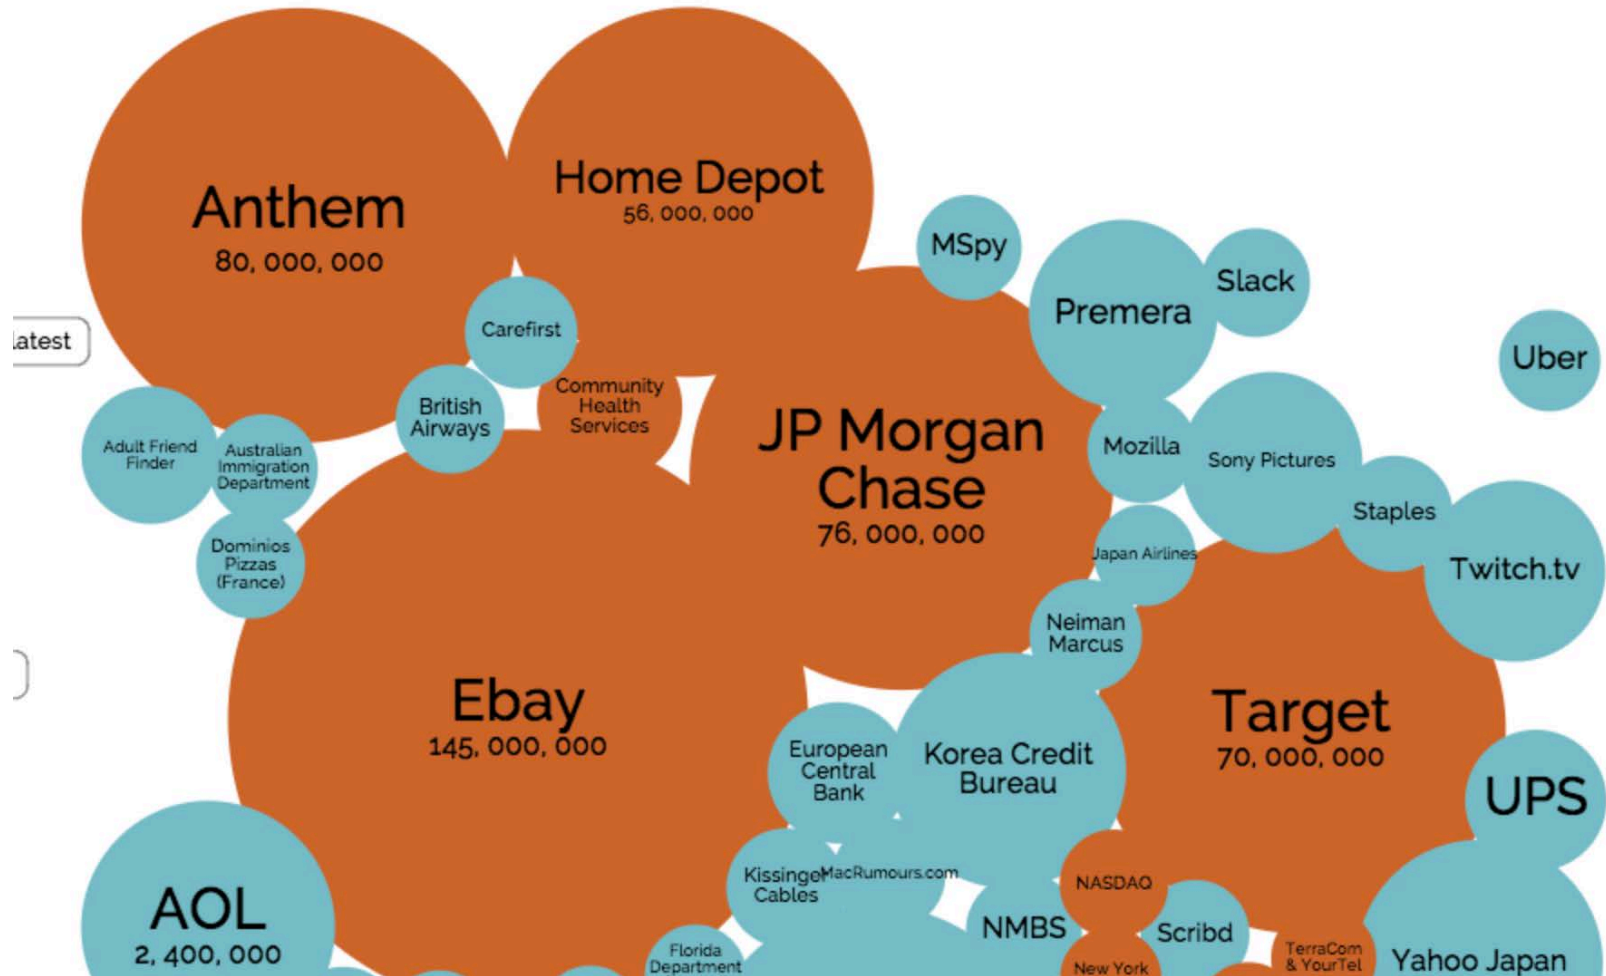 Anthem
80, 000, 000
Home Depot
56, 000, 000
MSpy
Premera
Slack
Uber
Carefirst
latest
Community
Health
Services
British
Airways
JP Morgan
Chase
76, 000, 000
Mozilla
Sony Pictures
Staples
Twitch.tv
Adult Friend
Finder
Australian
Immigration
Department
Dominios
Pizzas
(France)
Japan Airlines
Neiman
Marcus
Ebay
145, 000, 000
European
Central
Bank
Korea Credit
Bureau
Target
70, 000, 000
UPS
AOL
2, 400, 000
Kissinger
Cables
MacRumours.com
NASDAQ
NMBS
Scribd
Florida
Department
New York
TerraCom
& YourTel
Yahoo Japan